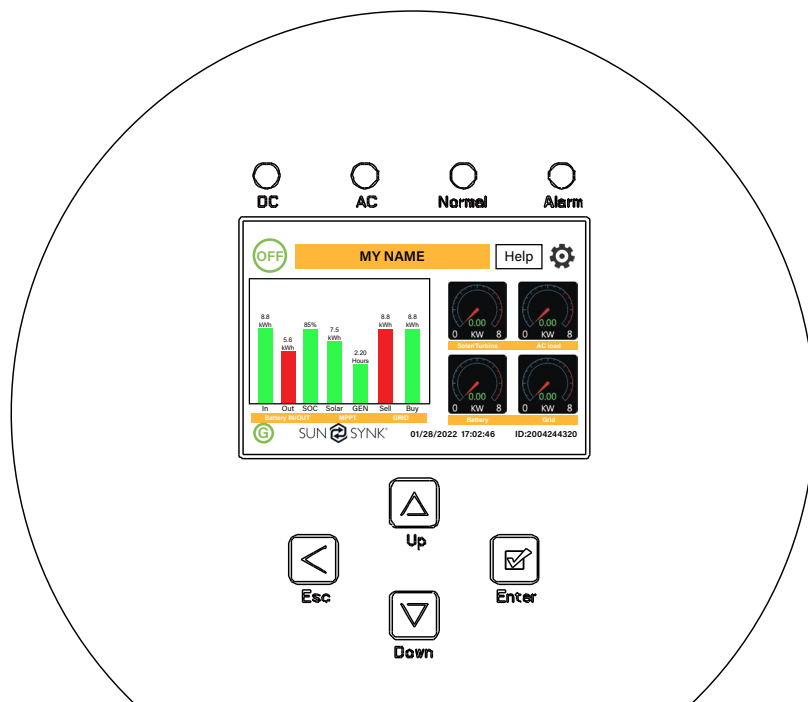 DC AC Normal Alarm
OFF MY NAME Help
8.8 kWh
5.6 kWh
85%
7.5 kWh
2.20 Hours
8.8 kWh
8.8 kWh
In Out SOC Solar GEN Sell Buy
Battery IN/OUT MPPT. GRID
0.00
0 KW 8
Solar/Turbine
0.00
0 KW 8
AC load
0.00
0 KW 8
Battery
0.00
0 KW 8
Grid
G SUN SYNK® 01/28/2022 17:02:46 ID:2004244320
Up
Esc Enter
Down